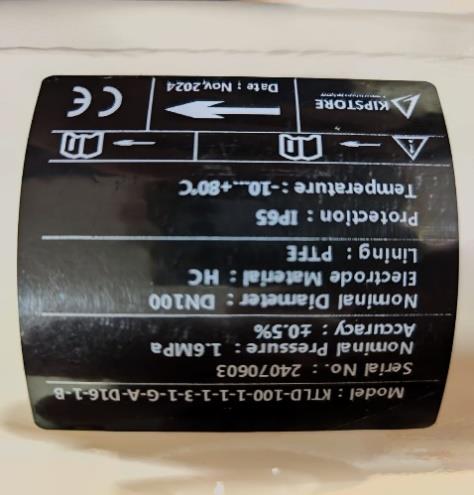 Model : KTLD-100-1-1-1-3-1-G-A-D16-1-B
Serial No. : 24070603
Nominal Pressure : 1.6MPa
Accuracy : ±0.5%
Nominal Diameter : DN100
Electrode Material : HC
Lining : PTFE
Protection : IP65
Temperature : -10...+80℃
KIPSTORE
Date : Nov,2024
CE